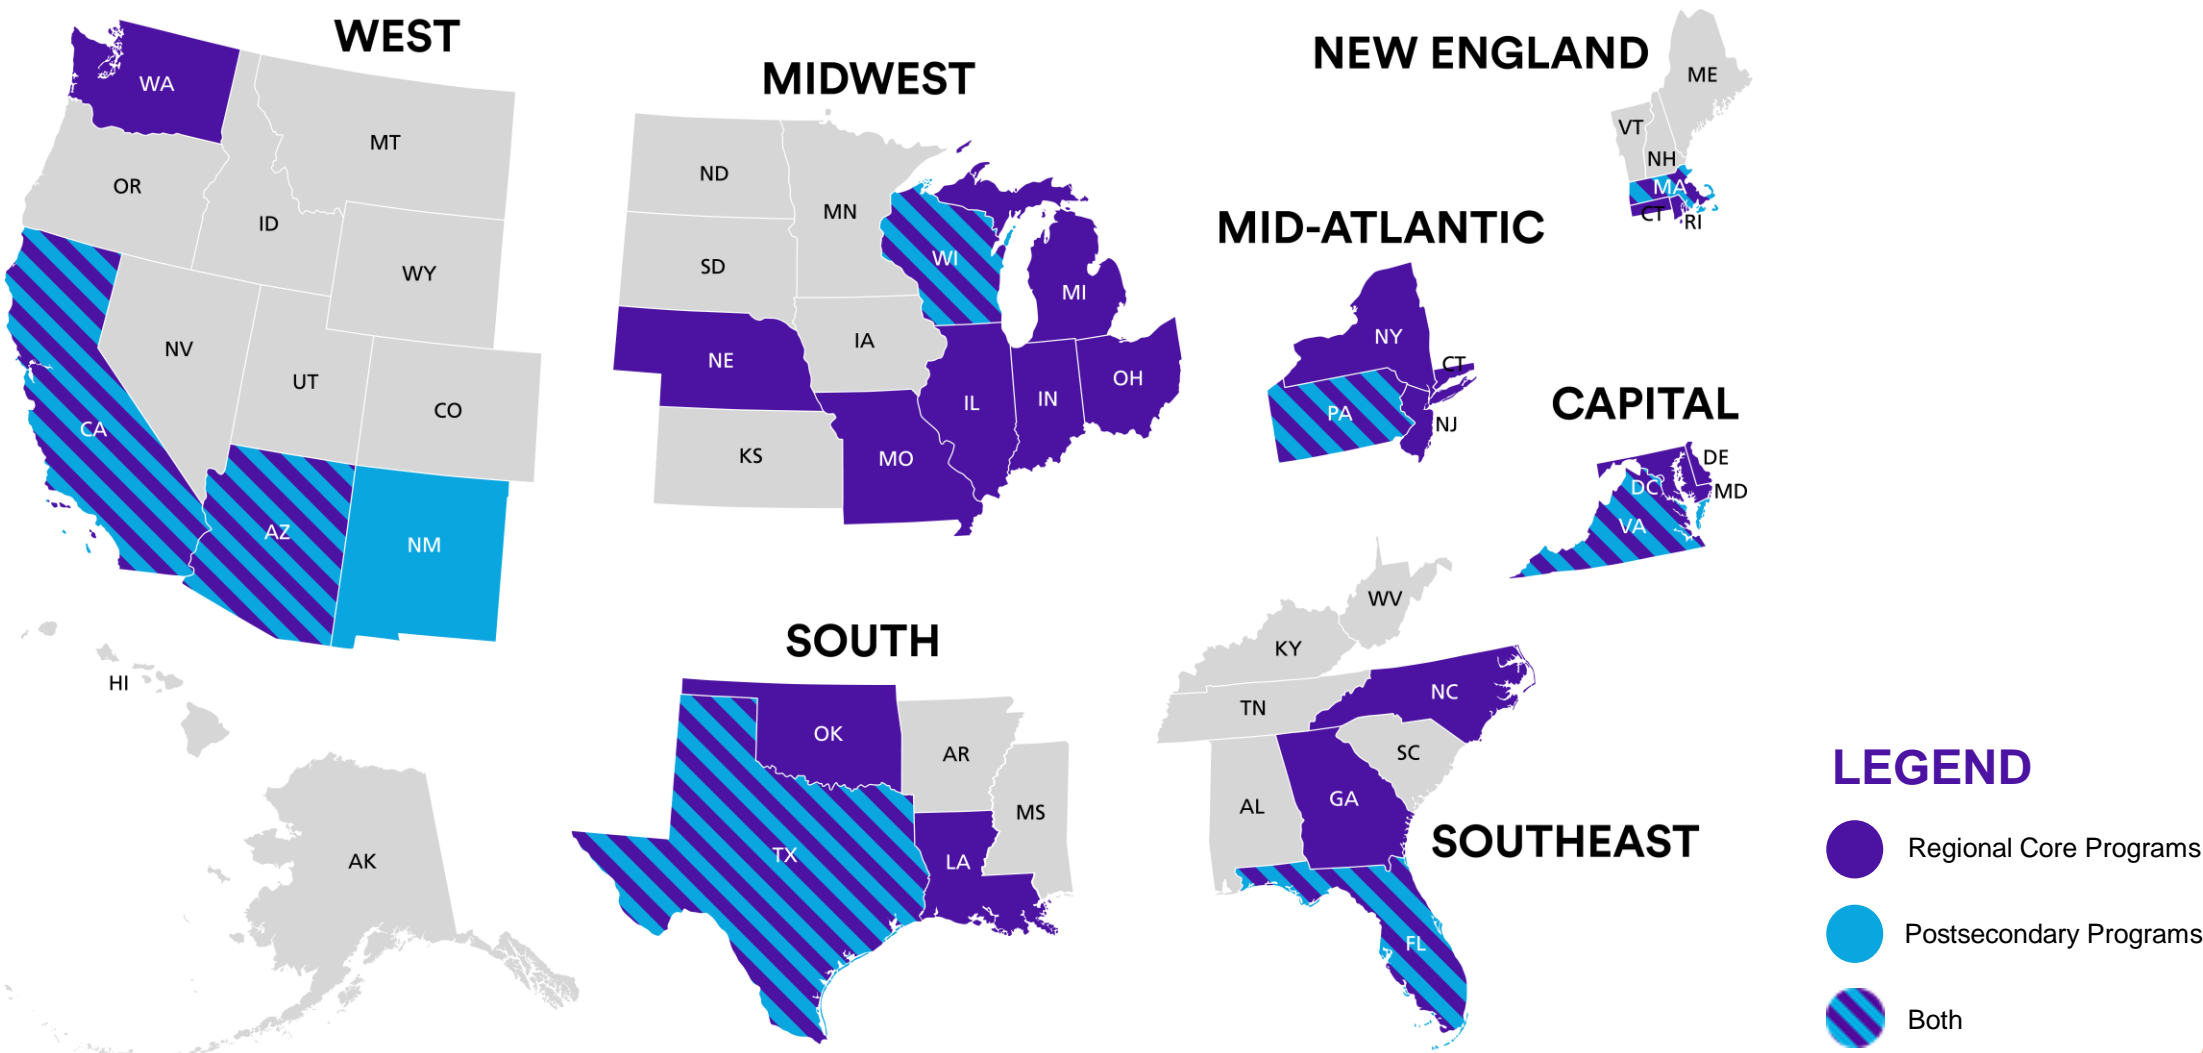 WEST
WA
MT
OR
ID
WY
NV
UT
CO
CA
AZ
NM
HI
AK
MIDWEST
ND
MN
SD
WI
MI
IA
NE
IL
IN
OH
KS
MO
SOUTH
OK
AR
MS
TX
LA
NEW ENGLAND
ME
VT
NH
MA
CT
RI
MID-ATLANTIC
NY
CT
PA
NJ
CAPITAL
DE
DC
MD
VA
WV
KY
NC
TN
SC
AL
GA
SOUTHEAST
FL
LEGEND
Regional Core Programs
Postsecondary Programs
Both